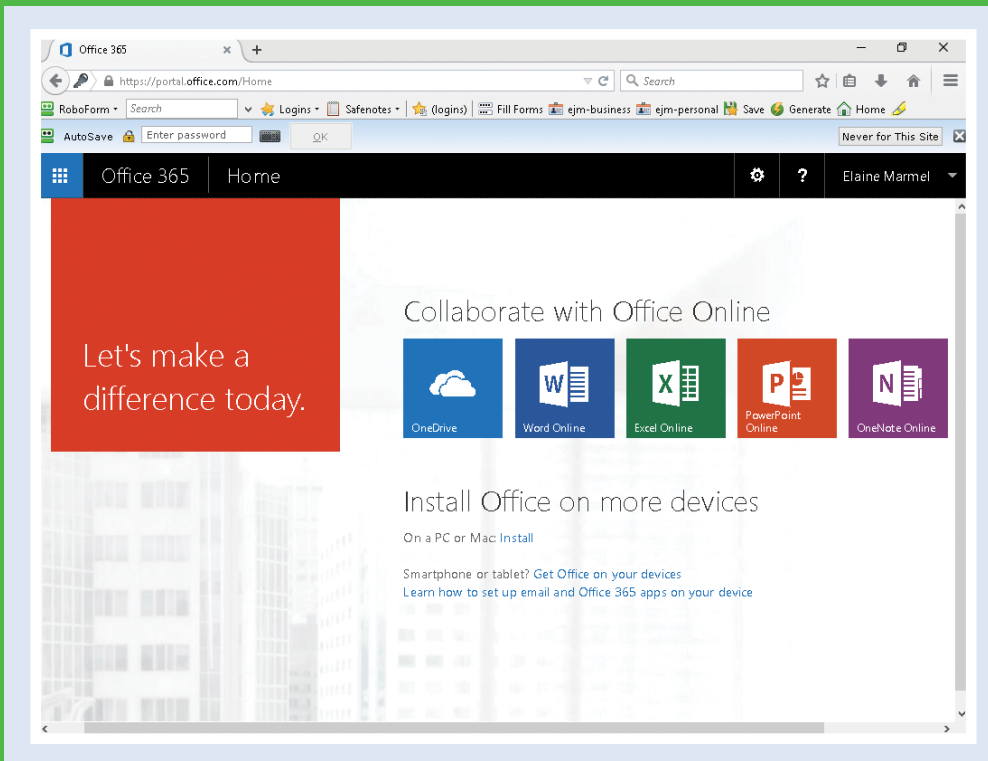 Office 365
https://portal.office.com/Home
Search
RoboForm
Search
Logins
Safenotes
(logins)
Fill Forms
ejm-business
ejm-personal
Save
Generate
Home
AutoSave
Enter password
OK
Never for This Site
Office 365
Home
?
Elaine Marmel
Let's make a
difference today.
Collaborate with Office Online
OneDrive
W
Word Online
X
Excel Online
P
PowerPoint
Online
N
OneNote Online
Install Office on more devices
On a PC or Mac: Install
Smartphone or tablet? Get Office on your devices
Learn how to set up email and Office 365 apps on your device